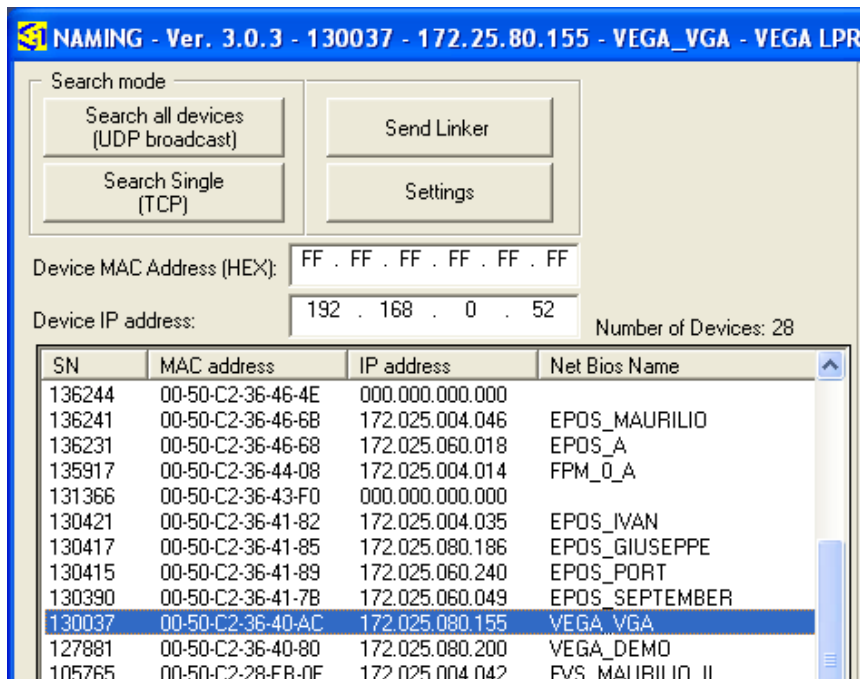 NAMING - Ver. 3.0.3 - 130037 - 172.25.80.155 - VEGA_VGA - VEGA LPR
Search mode
Search all devices
(UDP broadcast)
Send Linker
Search Single
(TCP)
Settings
Device MAC Address (HEX): FF . FF . FF . FF . FF . FF
Device IP address: 192 . 168 . 0 . 52
Number of Devices: 28
SN MAC address IP address Net Bios Name
136244 00-50-C2-36-46-4E 000.000.000.000
136241 00-50-C2-36-46-6B 172.025.004.046 EPOS_MAURILIO
136231 00-50-C2-36-46-68 172.025.060.018 EPOS_A
135917 00-50-C2-36-44-08 172.025.004.014 FPM_0_A
131366 00-50-C2-36-43-F0 000.000.000.000
130421 00-50-C2-36-41-82 172.025.004.035 EPOS_IVAN
130417 00-50-C2-36-41-85 172.025.080.186 EPOS_GIUSEPPE
130415 00-50-C2-36-41-89 172.025.060.240 EPOS_PORT
130390 00-50-C2-36-41-7B 172.025.060.049 EPOS_SEPTEMBER
130037 00-50-C2-36-40-AC 172.025.080.155 VEGA_VGA
127881 00-50-C2-36-40-80 172.025.080.200 VEGA_DEMO
105765 172.025.004.042